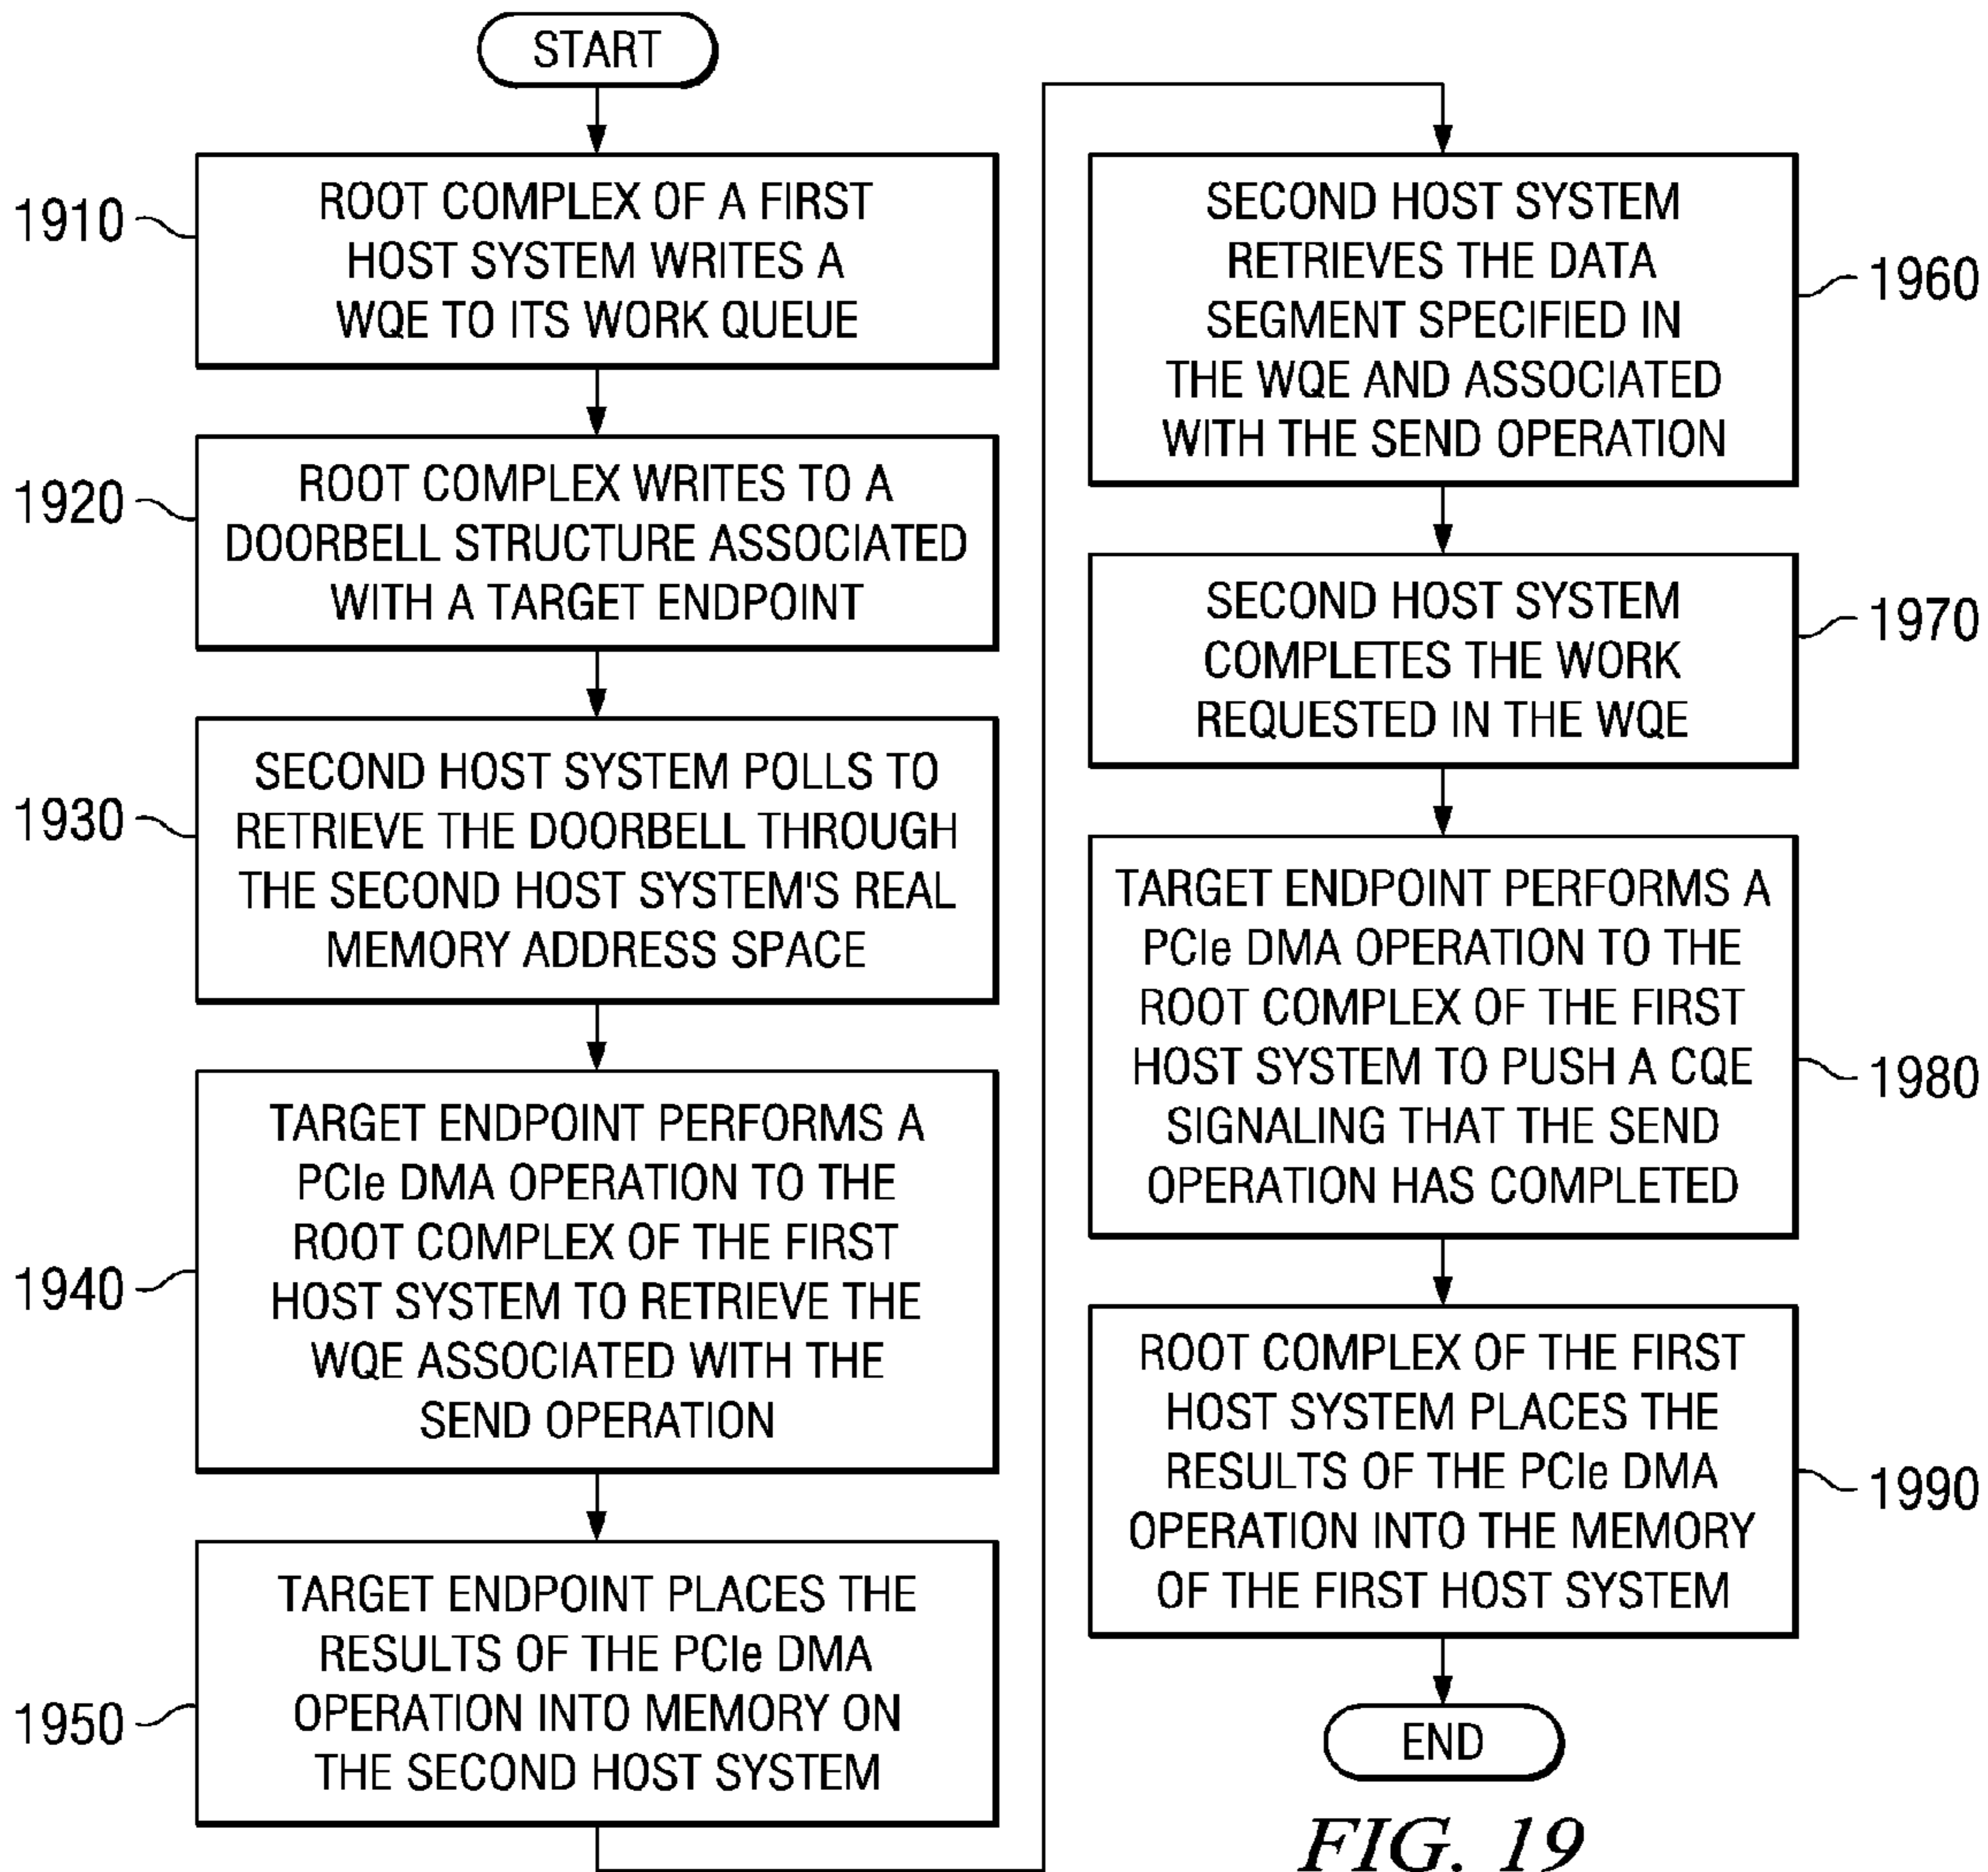 START
1910
ROOT COMPLEX OF A FIRST
HOST SYSTEM WRITES A
WQE TO ITS WORK QUEUE
1920
ROOT COMPLEX WRITES TO A
DOORBELL STRUCTURE ASSOCIATED
WITH A TARGET ENDPOINT
1930
SECOND HOST SYSTEM POLLS TO
RETRIEVE THE DOORBELL THROUGH
THE SECOND HOST SYSTEM'S REAL
MEMORY ADDRESS SPACE
1940
TARGET ENDPOINT PERFORMS A
PCIe DMA OPERATION TO THE
ROOT COMPLEX OF THE FIRST
HOST SYSTEM TO RETRIEVE THE
WQE ASSOCIATED WITH THE
SEND OPERATION
1950
TARGET ENDPOINT PLACES THE
RESULTS OF THE PCIe DMA
OPERATION INTO MEMORY ON
THE SECOND HOST SYSTEM
SECOND HOST SYSTEM
RETRIEVES THE DATA
SEGMENT SPECIFIED IN
THE WQE AND ASSOCIATED
WITH THE SEND OPERATION
1960
SECOND HOST SYSTEM
COMPLETES THE WORK
REQUESTED IN THE WQE
1970
TARGET ENDPOINT PERFORMS A
PCIe DMA OPERATION TO THE
ROOT COMPLEX OF THE FIRST
HOST SYSTEM TO PUSH A CQE
SIGNALING THAT THE SEND
OPERATION HAS COMPLETED
1980
ROOT COMPLEX OF THE FIRST
HOST SYSTEM PLACES THE
RESULTS OF THE PCIe DMA
OPERATION INTO THE MEMORY
OF THE FIRST HOST SYSTEM
1990
END
FIG. 19